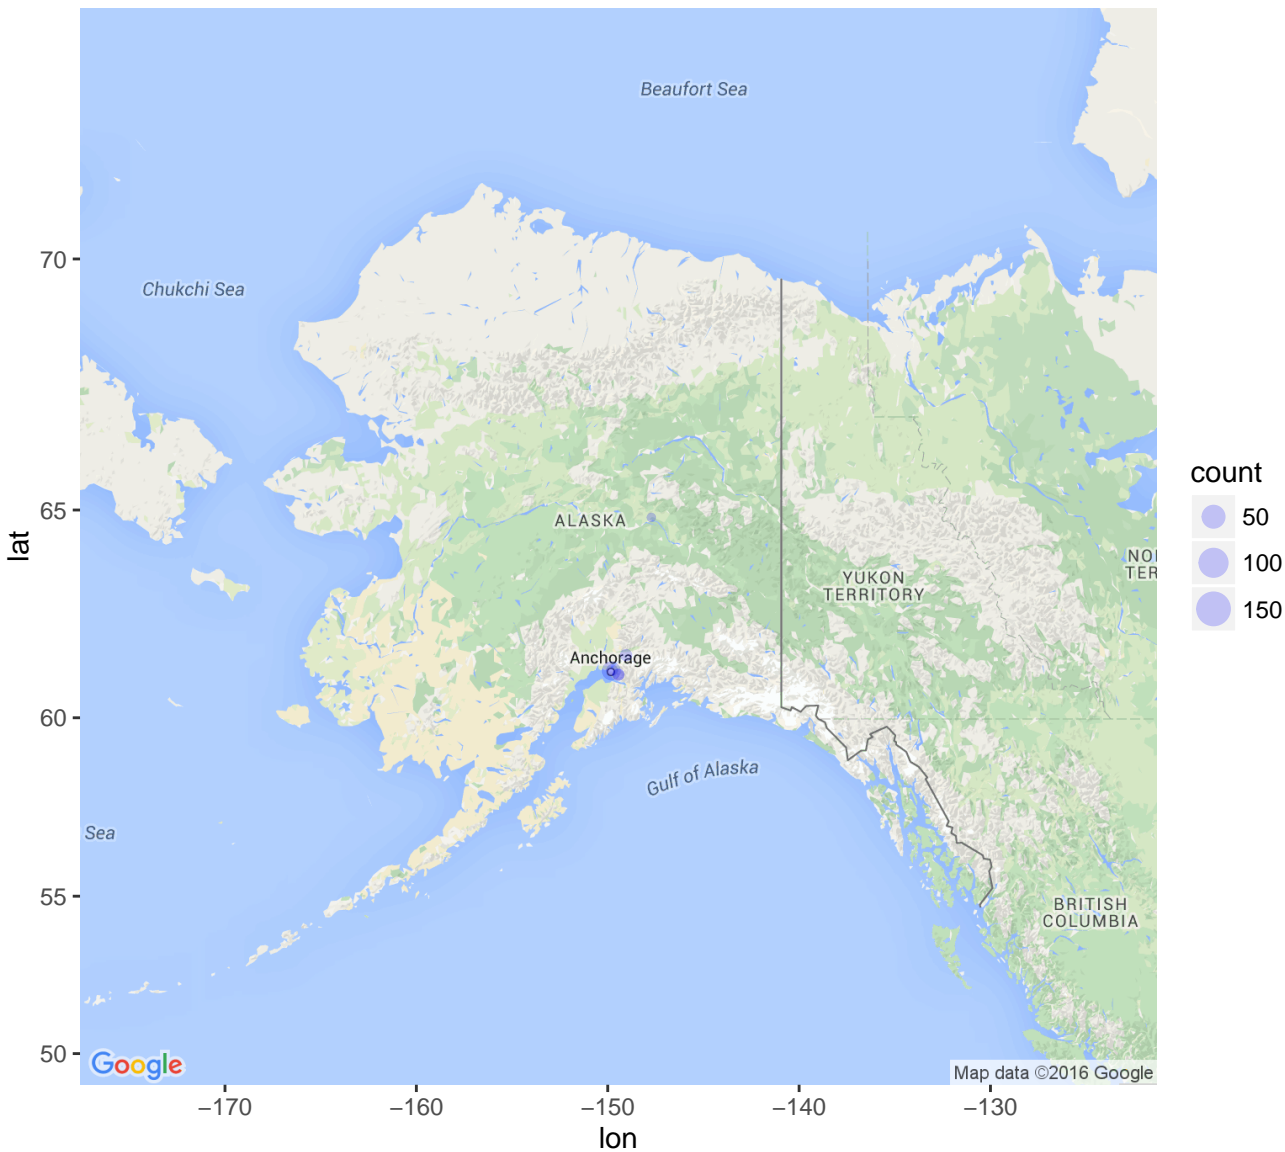 Beaufort Sea
Chukchi Sea
ALASKA
YUKON
TERRITORY
NO
TER
Anchorage
Gulf of Alaska
Sea
BRITISH
COLUMBIA
Google
Map data ©2016 Google
70
65
60
55
50
lat
−170
−160
−150
−140
−130
lon
count
50
100
150